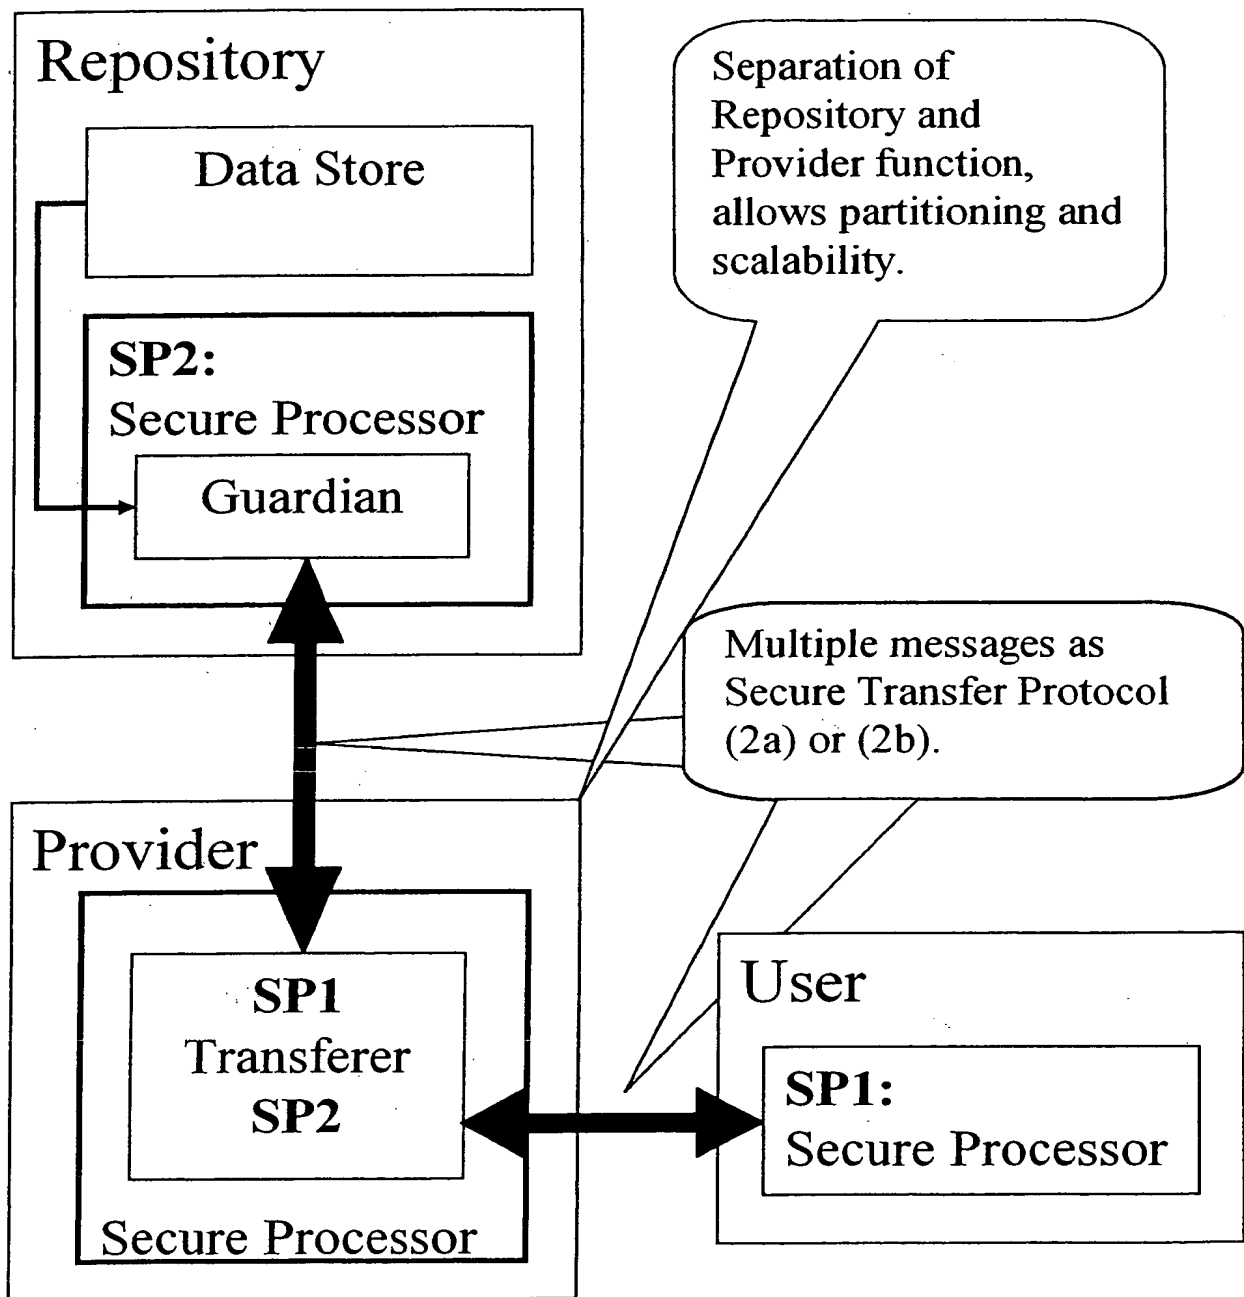 Repository
Data Store
SP2:
Secure Processor
Guardian
Separation of
Repository and
Provider function,
allows partitioning and
scalability.
Multiple messages as
Secure Transfer Protocol
(2a) or (2b).
Provider
SP1
Transferer
SP2
Secure Processor
User
SP1:
Secure Processor